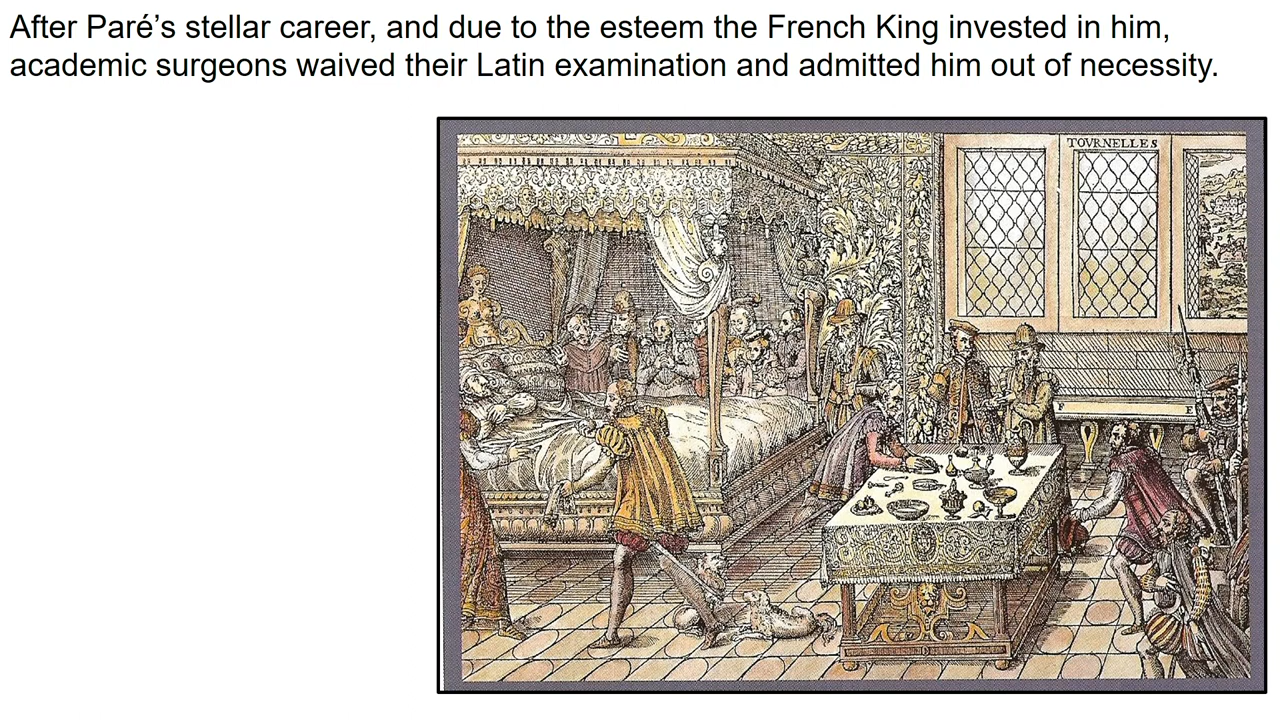 After Paré’s stellar career, and due to the esteem the French King invested in him,
academic surgeons waived their Latin examination and admitted him out of necessity.
TOVRNELLES
F E